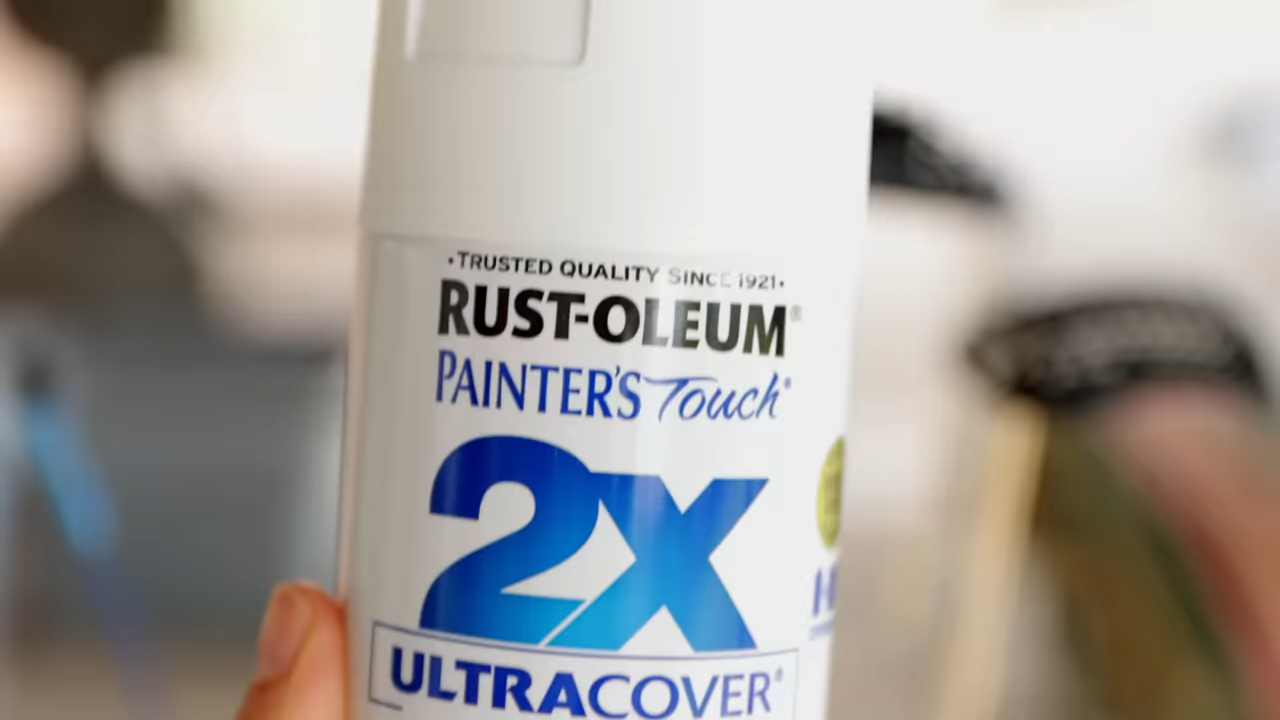 •TRUSTED QUALITY SINCE 1921•
RUST-OLEUM®
PAINTER'S Touch®
2X
ULTRACOVER®